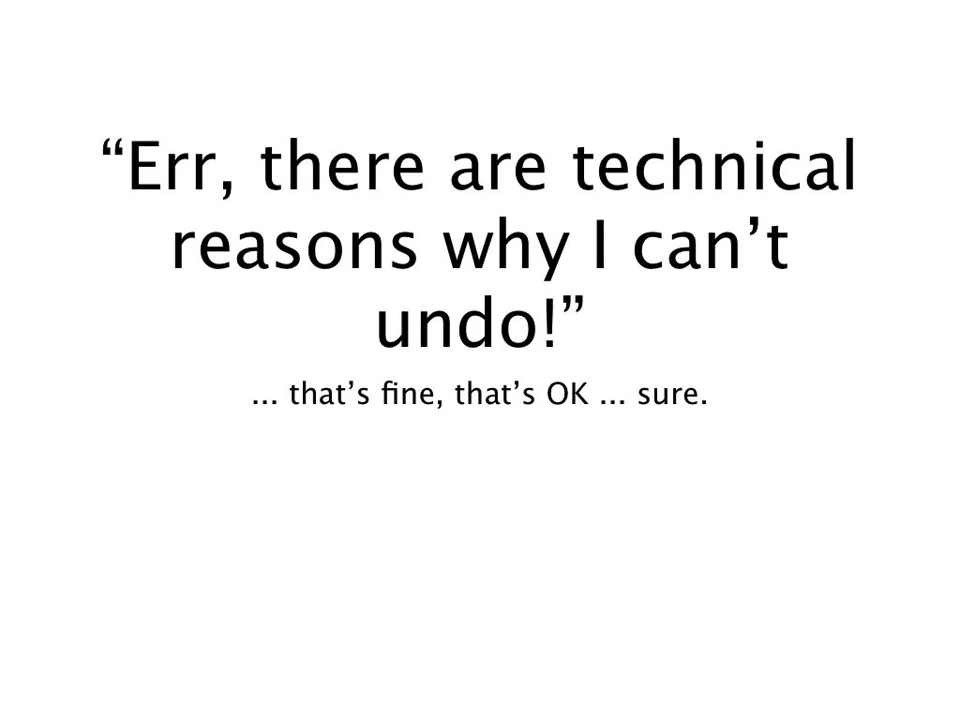 “Err, there are technical
reasons why I can’t
undo!”
... that’s fine, that’s OK ... sure.